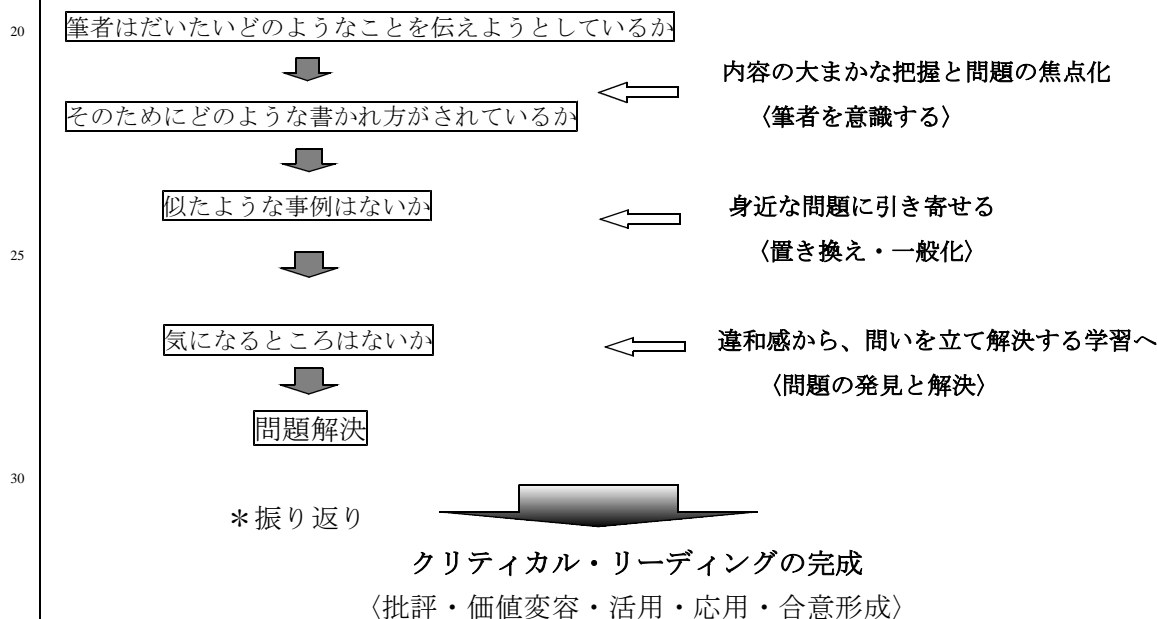 20
筆者はだいたいどのようなことを伝えようとしているか
内容の大まかな把握と問題の焦点化
そのためにどのような書かれ方がされているか
〈筆者を意識する〉
似たような事例はないか
身近な問題に引き寄せる
25
〈置き換え・一般化〉
気になるところはないか
違和感から、問いを立て解決する学習へ
〈問題の発見と解決〉
問題解決
30
＊振り返り
クリティカル・リーディングの完成
〈批評・価値変容・活用・応用・合意形成〉